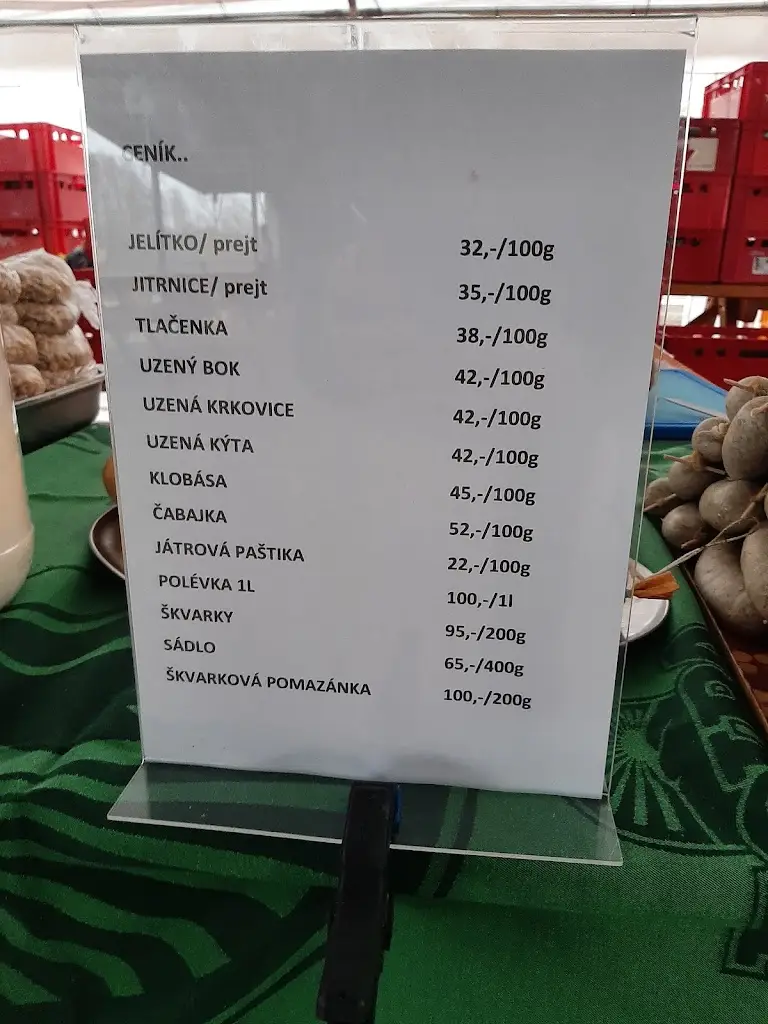 CENÍK..
JELÍTKO/ prejt 32,-/100g
JITRNICE/ prejt 35,-/100g
TLAČENKA 38,-/100g
UZENÝ BOK 42,-/100g
UZENÁ KRKOVICE 42,-/100g
UZENÁ KÝTA 42,-/100g
KLOBÁSA 45,-/100g
ČABAJKA 52,-/100g
JÁTROVÁ PAŠTIKA 22,-/100g
POLÉVKA 1L 100,-/1l
ŠKVARKY 95,-/200g
SÁDLO 65,-/400g
ŠKVARKOVÁ POMAZÁNKA 100,-/200g